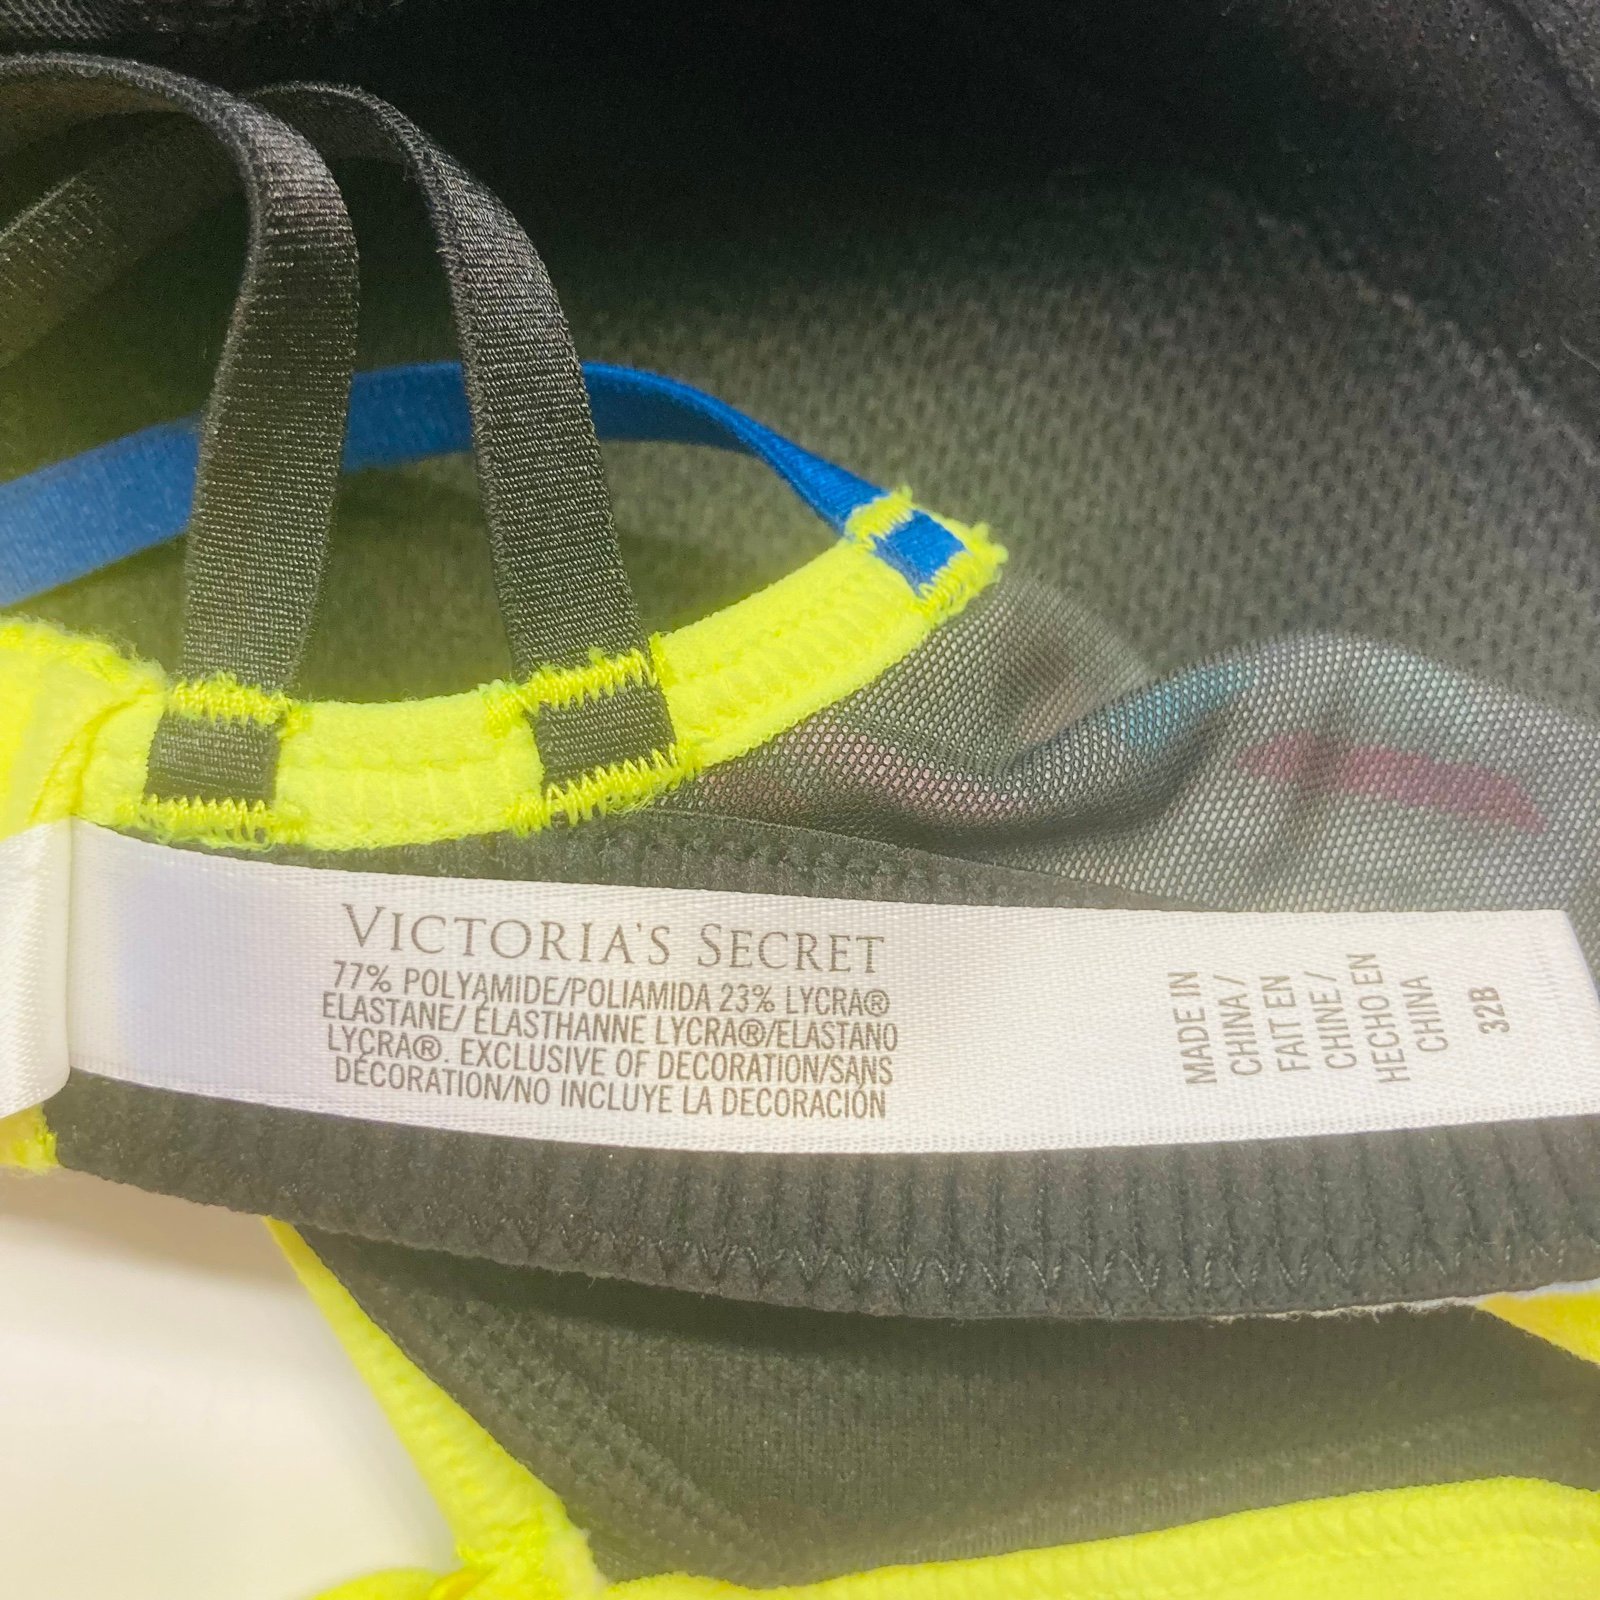 VICTORIA'S SECRET
77% POLYAMIDE/POLIAMIDA 23% LYCRA®
ELASTANE/ ÉLASTHANNE LYCRA®/ELASTANO
LYCRA®. EXCLUSIVE OF DECORATION/SANS
DÉCORATION/NO INCLUYE LA DECORACIÓN
MADE IN
CHINA /
FAIT EN
CHINE /
HECHO EN
CHINA
32B